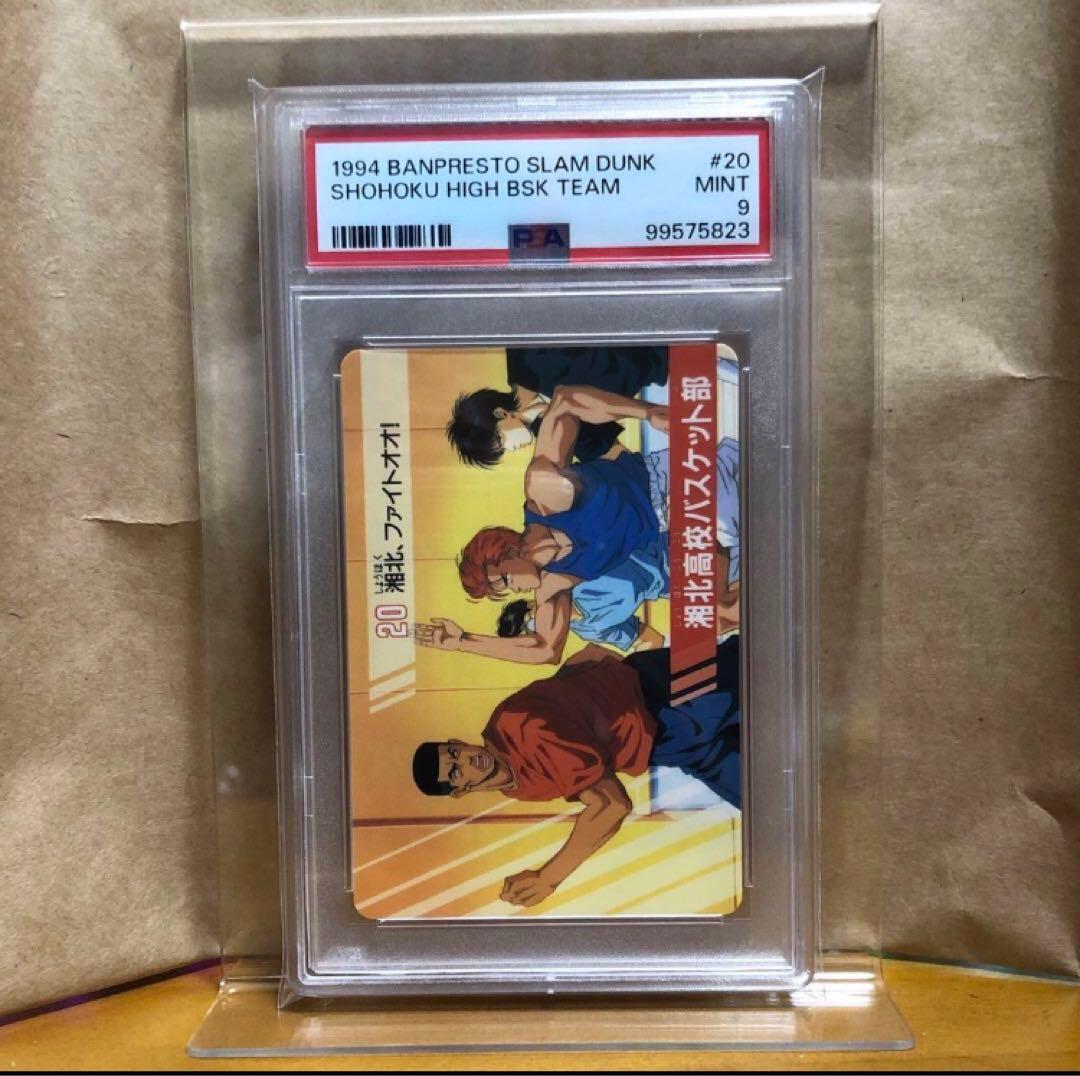 1994 BANPRESTO SLAM DUNK #20
SHOHOKU HIGH BSK TEAM MINT
9
99575823
PSA
しょうほく
20 湘北、ファイトオオ!
湘北高校バスケット部